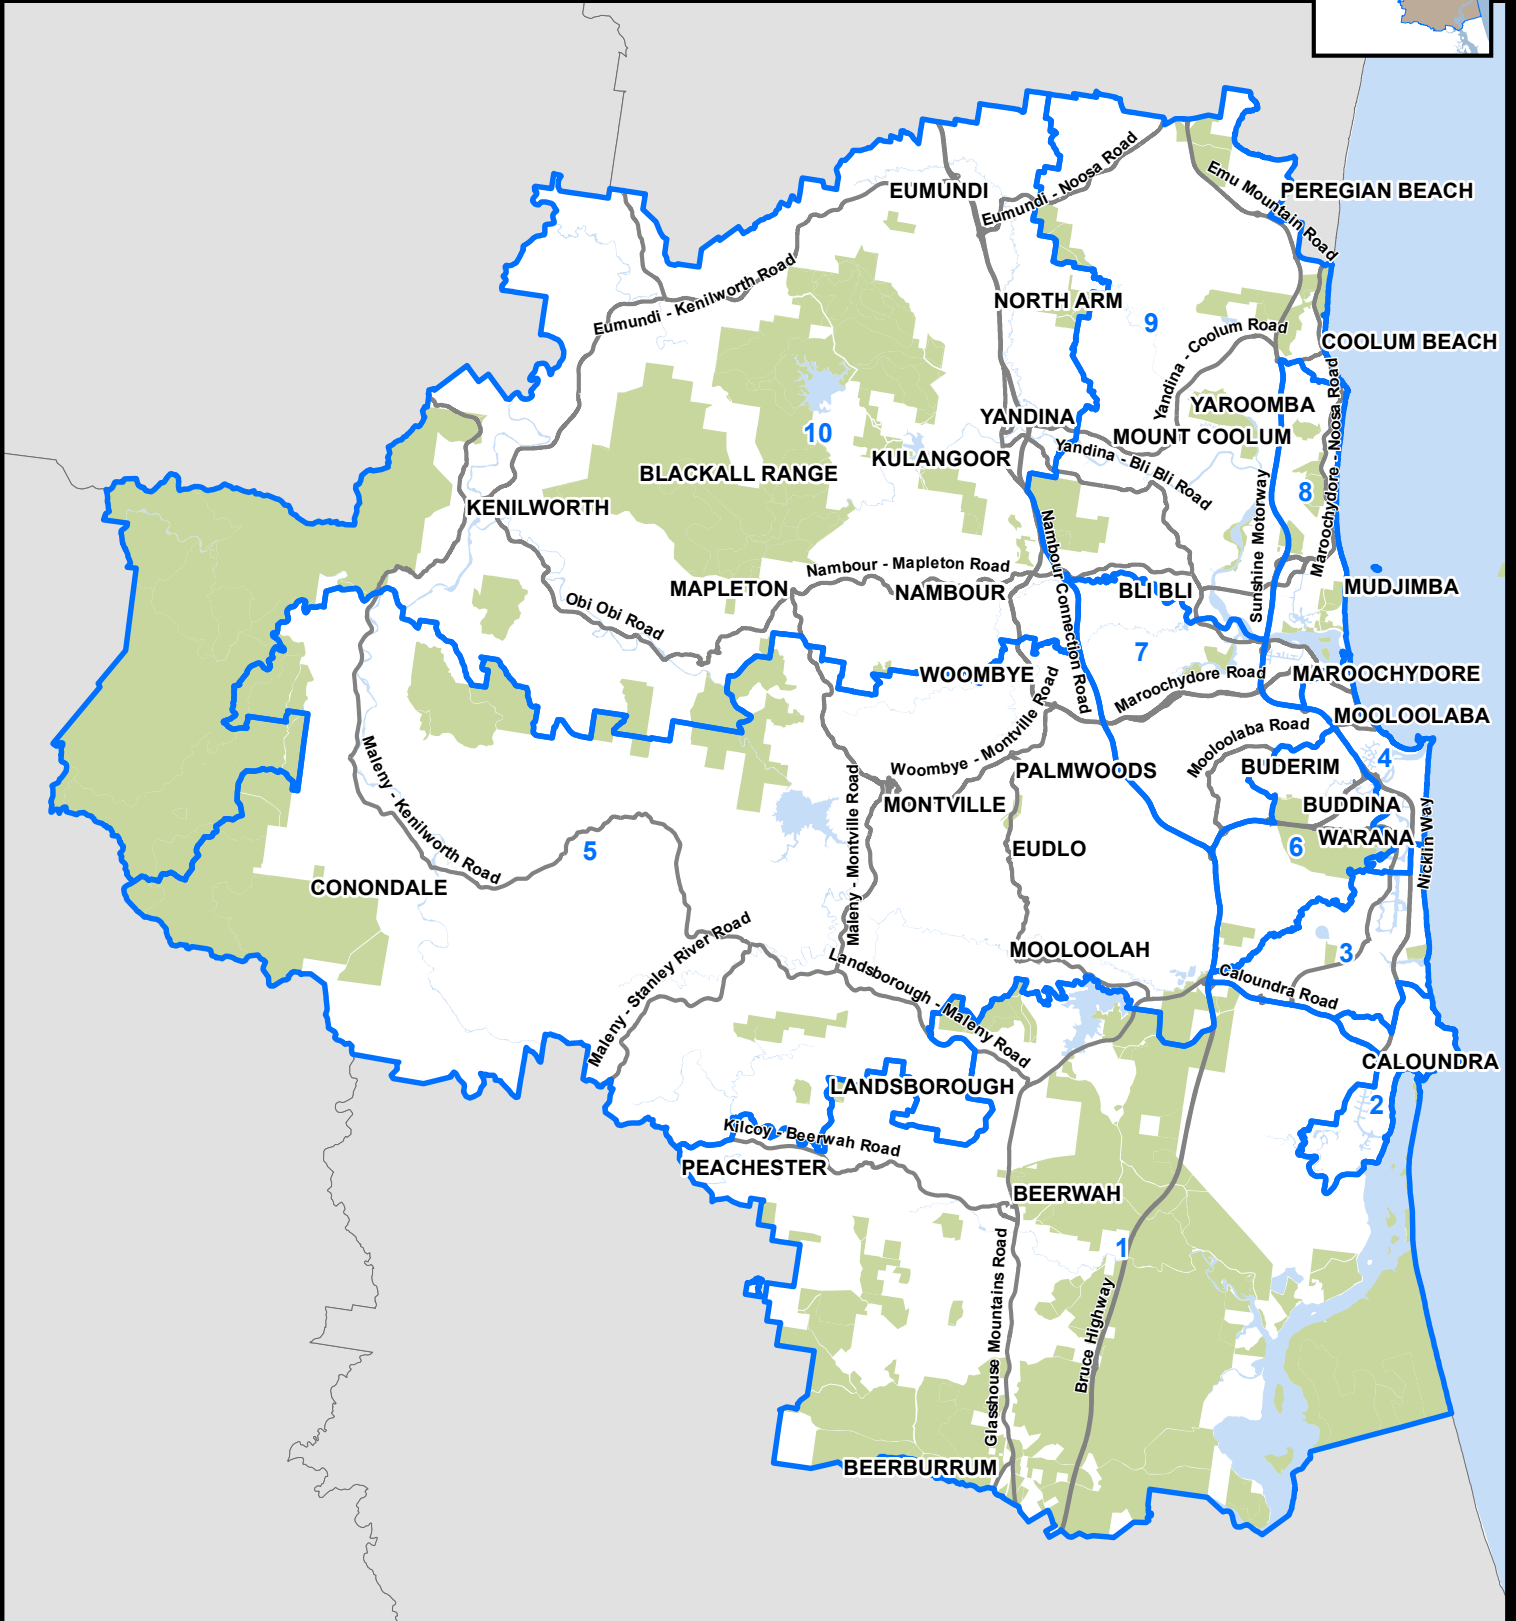 EUMUNDI
Eumundi - Noosa Road
Emu Mountain Road
PEREGIAN BEACH
Eumundi - Kenilworth Road
NORTH ARM
9
Yandina - Coolum Road
COOLUM BEACH
YAROOMBA
YANDINA
MOUNT COOLUM
10
KULANGOOR
Yandina - Bli Bli Road
BLACKALL RANGE
8
Maroochydore - Noosa Road
Sunshine Motorway
KENILWORTH
Nambour Connection Road
Nambour - Mapleton Road
MAPLETON
NAMBOUR
BLI BLI
MUDJIMBA
Obi Obi Road
7
WOOMBYE
Maroochydore Road
MAROOCHYDORE
MOOLOOLABA
Mooloolaba Road
Woombye - Montville Road
4
PALMWOODS
BUDERIM
Maleny - Kenilworth Road
MONTVILLE
BUDDINA
Maleny - Montville Road
WARANA
Nicklin Way
5
EUDLO
6
CONONDALE
MOOLOOLAH
3
Maleny - Stanley River Road
Landsborough - Maleny Road
Caloundra Road
CALOUNDRA
LANDSBOROUGH
2
Kilcoy - Beerwah Road
PEACHESTER
BEERWAH
1
Glasshouse Mountains Road
Bruce Highway
BEERBURRUM